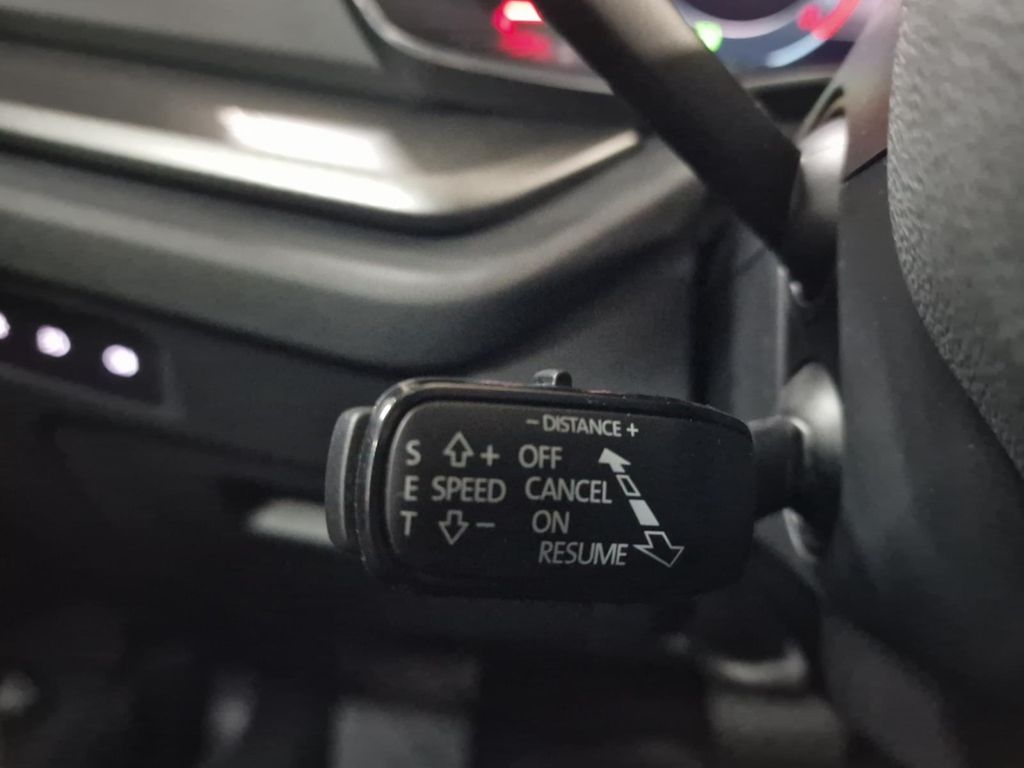 - DISTANCE +
S + OFF
E SPEED CANCEL
T - ON
RESUME